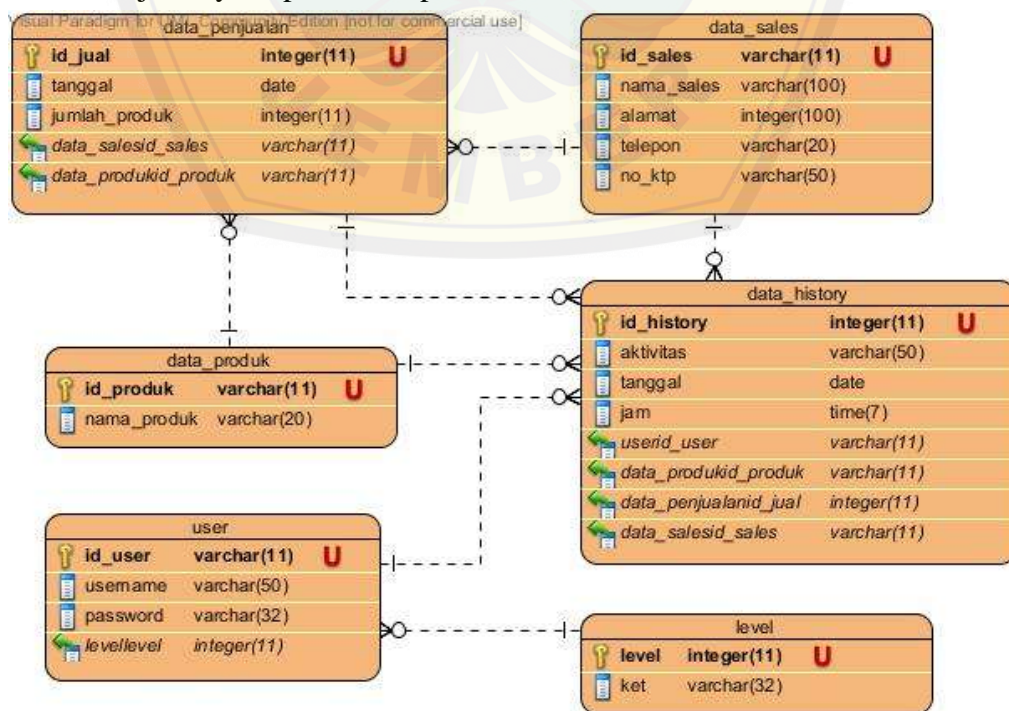 Visual Paradigm for UML Community Edition [not for commercial use]
data_penjualan
id_jual integer(11) U
tanggal date
jumlah_produk integer(11)
data_salesid_sales varchar(11)
data_produkid_produk varchar(11)
data_sales
id_sales varchar(11) U
nama_sales varchar(100)
alamat integer(100)
telepon varchar(20)
no_ktp varchar(50)
JEMBER
data_history
id_history integer(11) U
aktivitas varchar(50)
tanggal date
jam time(7)
userid_user varchar(11)
data_produkid_produk varchar(11)
data_penjualanid_jual integer(11)
data_salesid_sales varchar(11)
data_produk
id_produk varchar(11) U
nama_produk varchar(20)
user
id_user varchar(11) U
username varchar(50)
password varchar(32)
levellevel integer(11)
level
level integer(11) U
ket varchar(32)